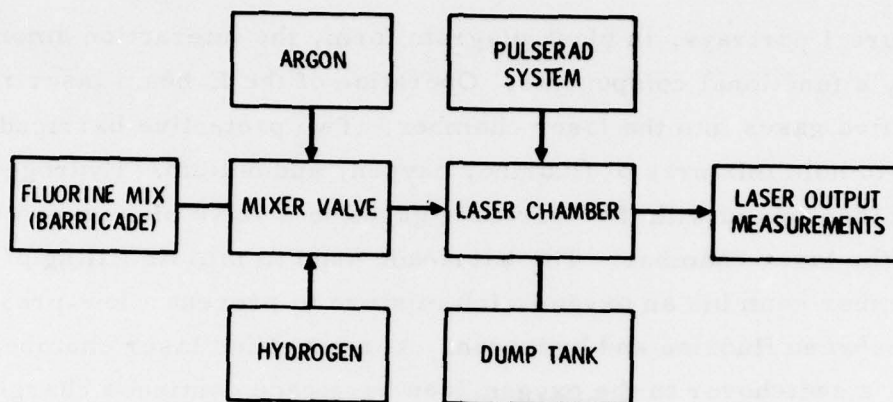 ARGON
PULSERAD
SYSTEM
FLUORINE MIX
(BARRICADE)
MIXER VALVE
LASER CHAMBER
LASER OUTPUT
MEASUREMENTS
HYDROGEN
DUMP TANK